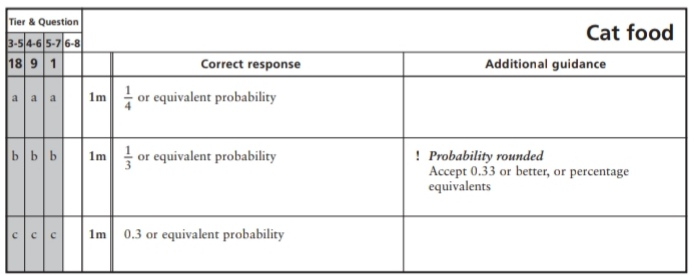 Tier & Question
Cat food
3-5 4-6 5-7 6-8
18 9 1
Correct response
Additional guidance
a a a
1m
1/4 or equivalent probability
b b b
1m
1/3 or equivalent probability
! Probability rounded
Accept 0.33 or better, or percentage
equivalents
c c c
1m
0.3 or equivalent probability